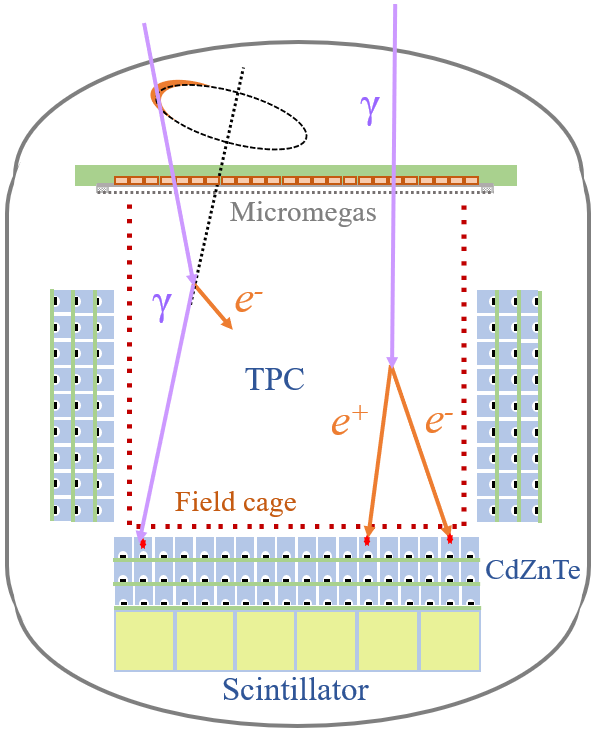 γ
Micromegas
γ
e⁻
TPC
e⁺
e⁻
Field cage
CdZnTe
Scintillator